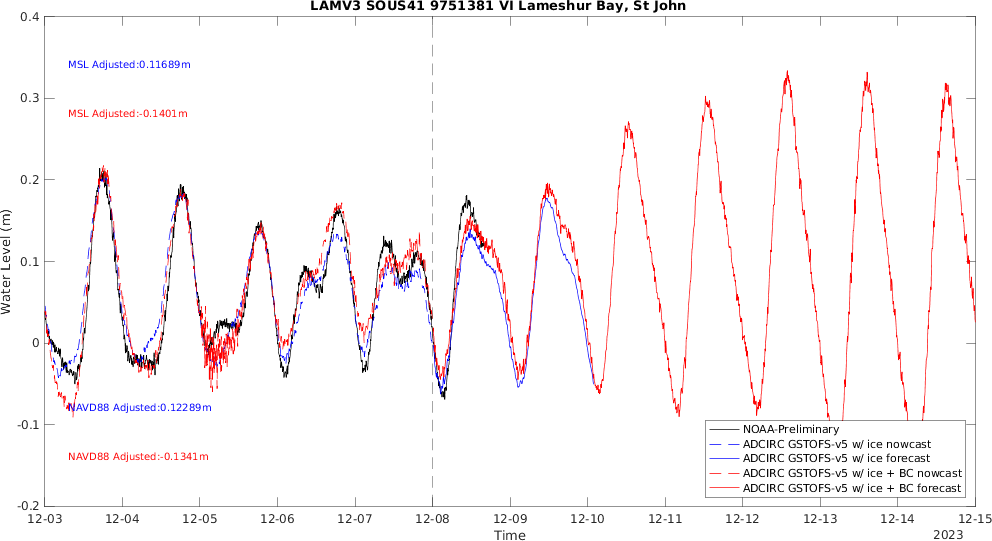 LAMV3 SOUS41 9751381 VI Lameshur Bay, St John
0.4
0.3
0.2
0.1
0
-0.1
-0.2
Water Level (m)
MSL Adjusted:0.11689m
MSL Adjusted:-0.1401m
NAVD88 Adjusted:0.12289m
NAVD88 Adjusted:-0.1341m
NOAA-Preliminary
ADCIRC GSTOFS-v5 w/ ice nowcast
ADCIRC GSTOFS-v5 w/ ice forecast
ADCIRC GSTOFS-v5 w/ ice + BC nowcast
ADCIRC GSTOFS-v5 w/ ice + BC forecast
12-03 12-04 12-05 12-06 12-07 12-08 12-09 12-10 12-11 12-12 12-13 12-14 12-15
Time
2023